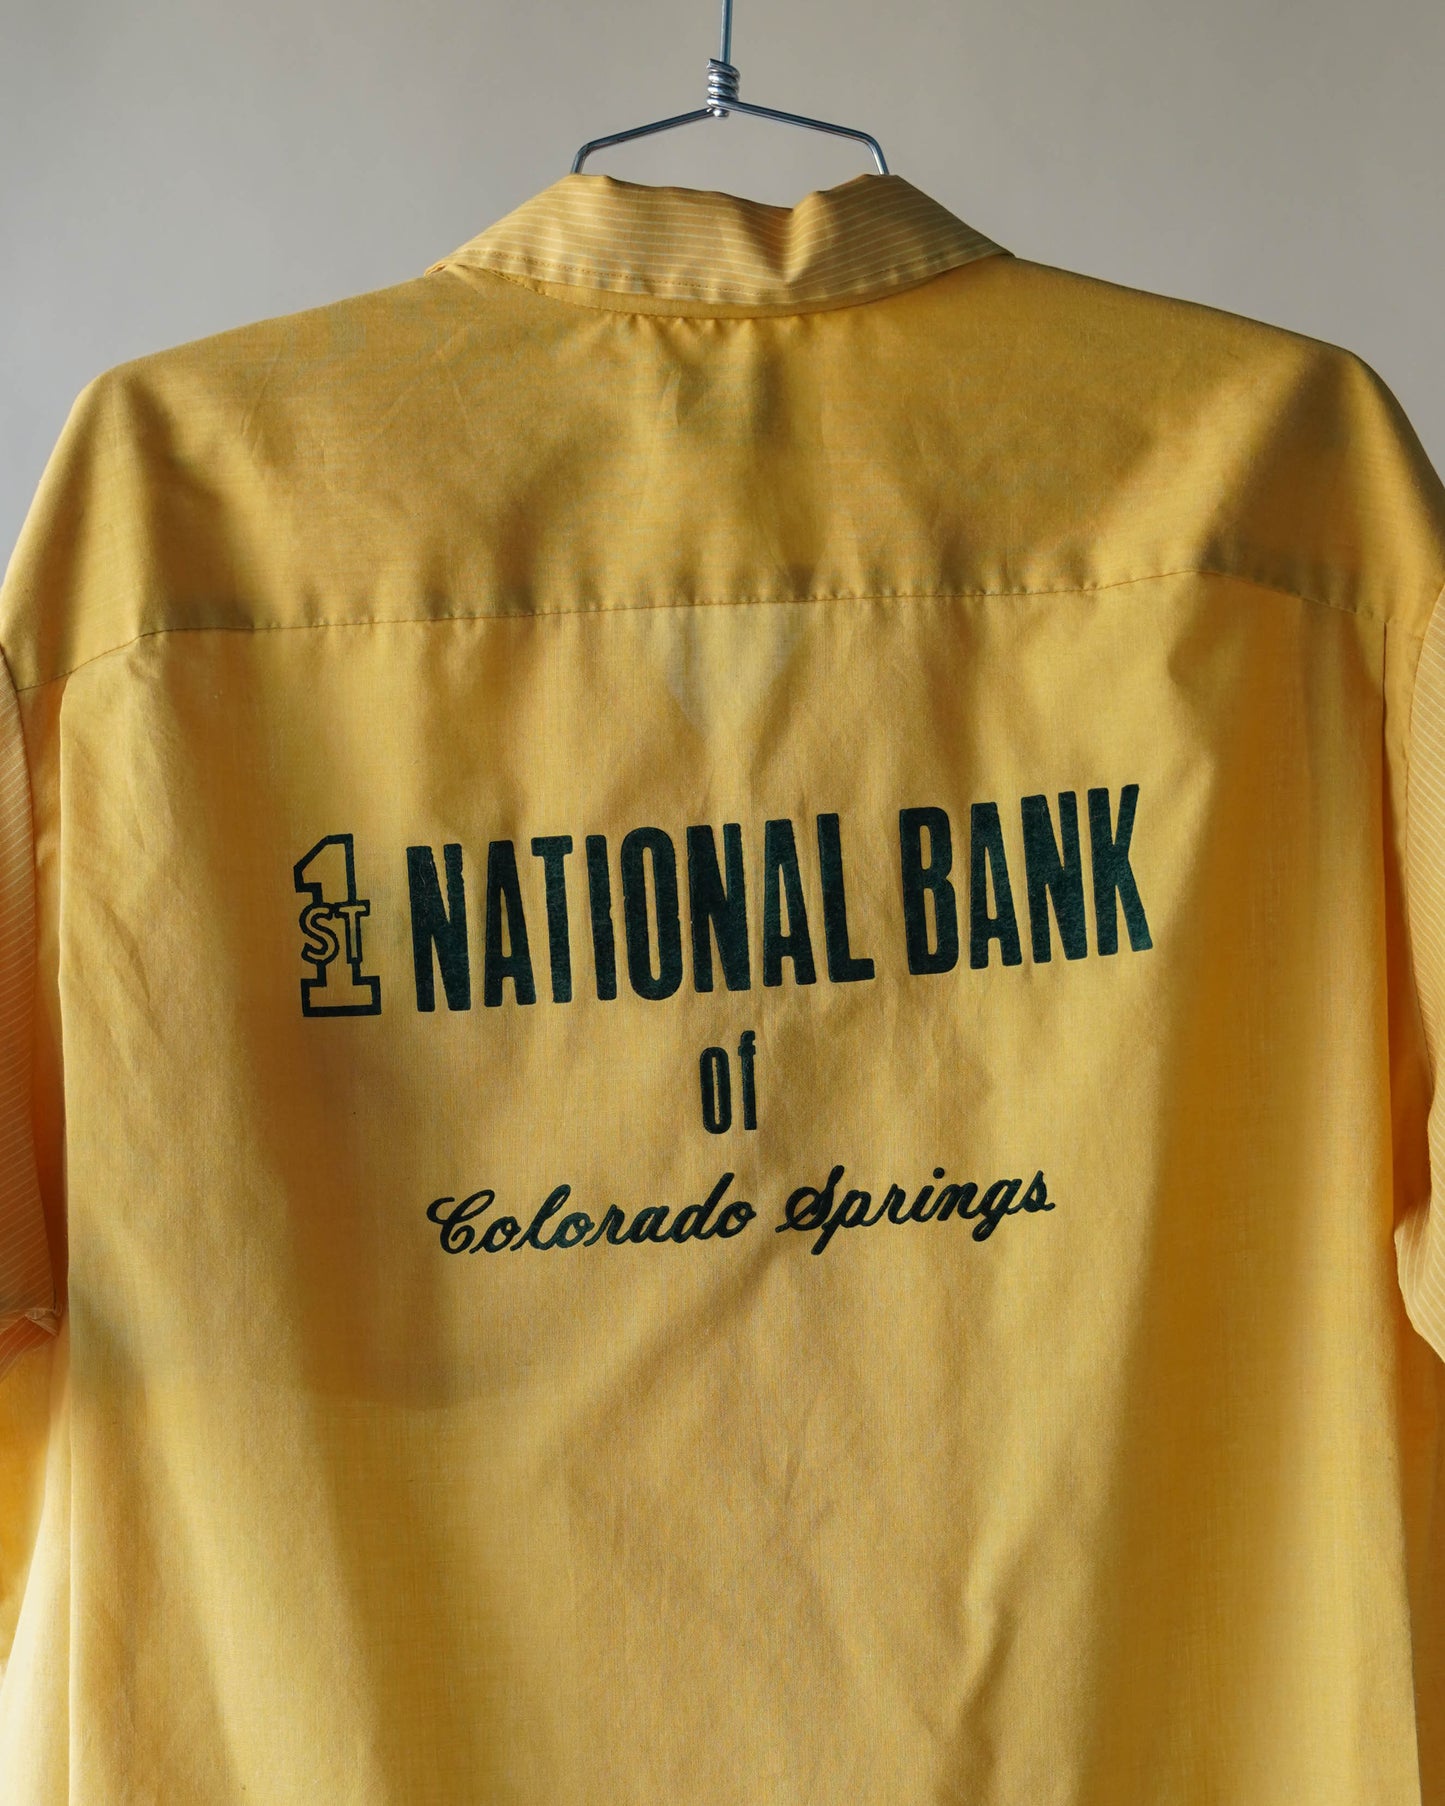 1ST NATIONAL BANK
of
Colorado Springs